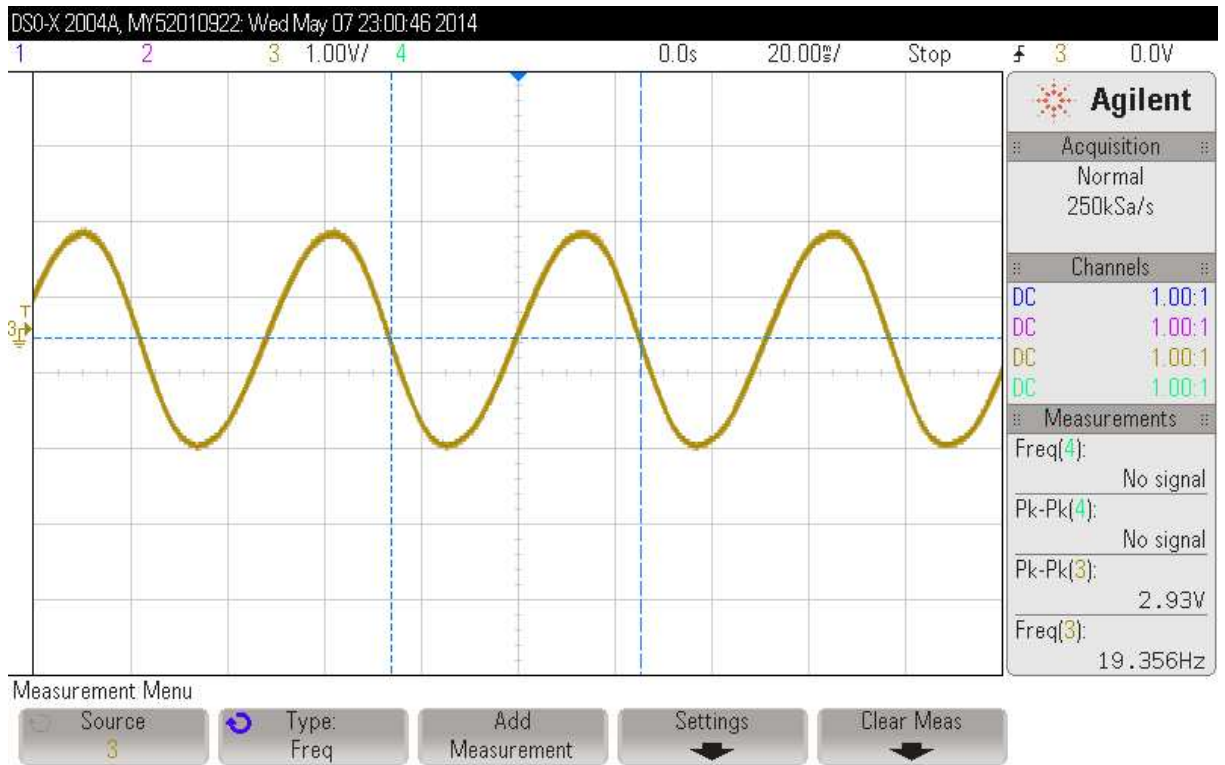 DSO-X 2004A, MY52010922: Wed May 07 23:00:46 2014
1 2 3 1.00V/ 4 0.0s 20.00ms/ Stop 3 0.0V
Agilent
Acquisition
Normal
250kSa/s
Channels
DC 1.00:1
DC 1.00:1
DC 1.00:1
DC 1.00:1
Measurements
Freq(4):
No signal
Pk-Pk(4):
No signal
Pk-Pk(3):
2.93V
Freq(3):
19.356Hz
T
3
Measurement Menu
Source
3
Type:
Freq
Add
Measurement
Settings
Clear Meas